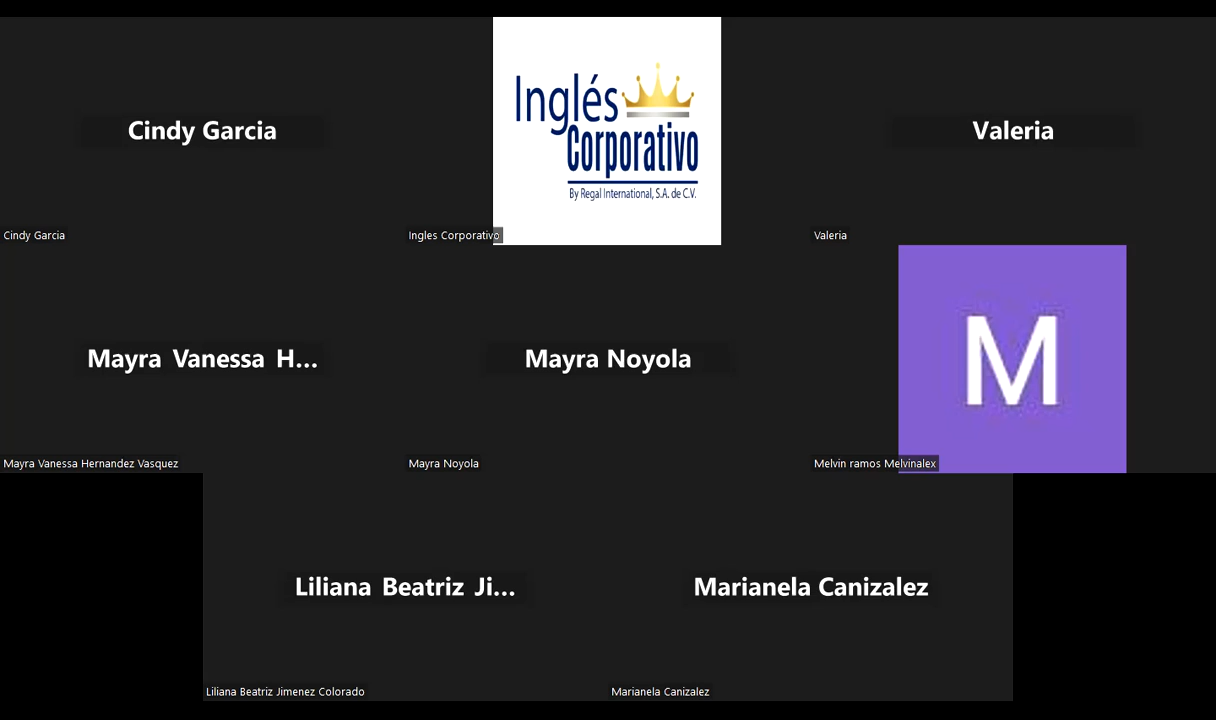 Cindy Garcia
Cindy Garcia
Inglés
Corporativo
By Regal International, S.A. de C.V.
Ingles Corporativo
Valeria
Valeria
Mayra Vanessa H...
Mayra Vanessa Hernandez Vasquez
Mayra Noyola
Mayra Noyola
M
Melvin ramos Melvinalex
Liliana Beatriz Ji...
Liliana Beatriz Jimenez Colorado
Marianela Canizalez
Marianela Canizalez